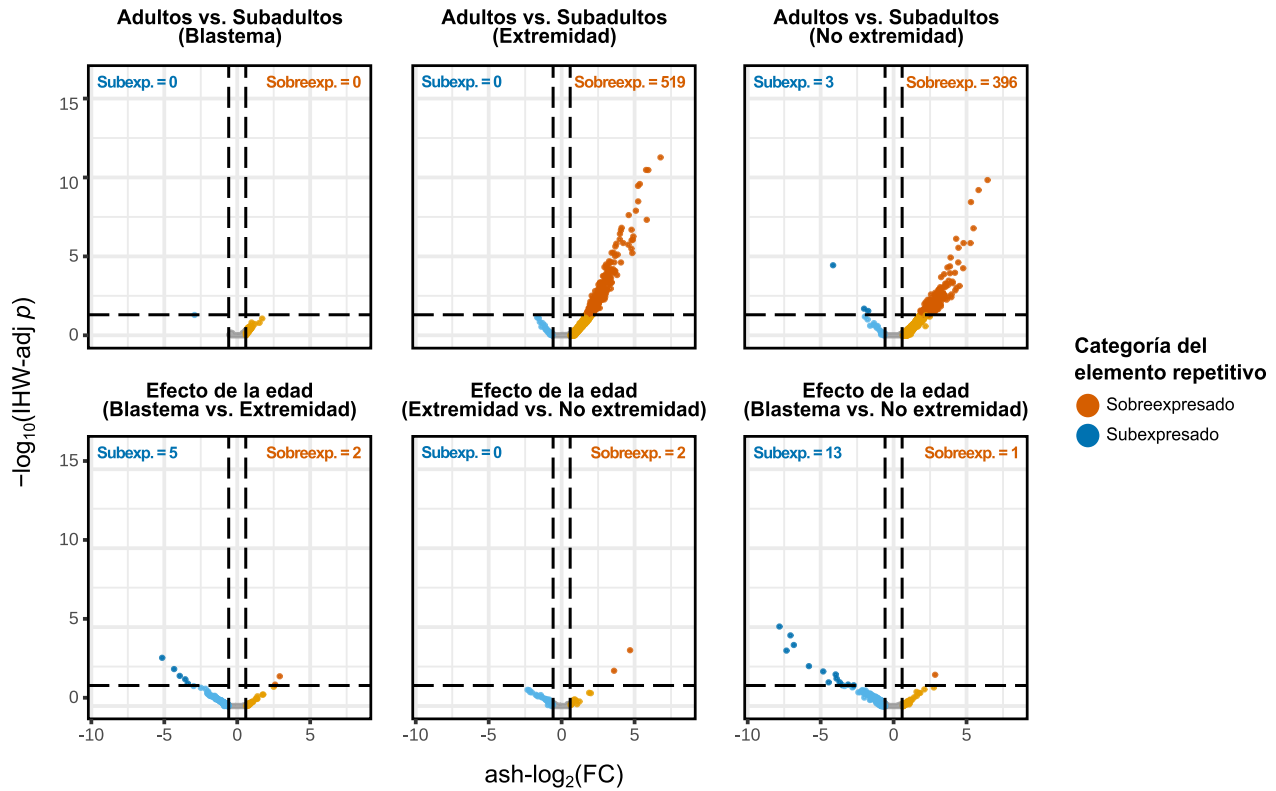 Adultos vs. Subadultos
(Blastema)
Adultos vs. Subadultos
(Extremidad)
Adultos vs. Subadultos
(No extremidad)
Subexp. = 0
Sobreexp. = 0
Subexp. = 0
Sobreexp. = 519
Subexp. = 3
Sobreexp. = 396
15
10
5
0
Efecto de la edad
(Blastema vs. Extremidad)
Efecto de la edad
(Extremidad vs. No extremidad)
Efecto de la edad
(Blastema vs. No extremidad)
Subexp. = 5
Sobreexp. = 2
Subexp. = 0
Sobreexp. = 2
Subexp. = 13
Sobreexp. = 1
15
10
5
0
-10
-5
0
5
-10
-5
0
5
-10
-5
0
5
−log10(IHW-adj p)
ash-log2(FC)
Categoría del
elemento repetitivo
Sobreexpresado
Subexpresado